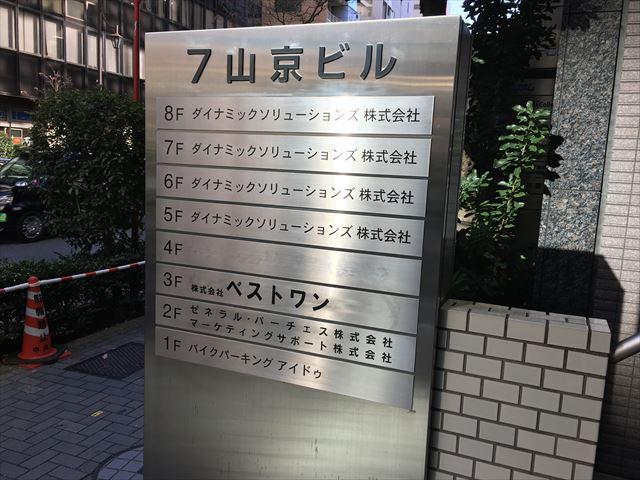 7山京ビル
8F ダイナミックソリューションズ 株式会社
7F ダイナミックソリューションズ 株式会社
6F ダイナミックソリューションズ 株式会社
5F ダイナミックソリューションズ 株式会社
4F
3F 株式会社 ベストワン
2F ゼネラル・パーチェス株式会社
マーケティングサポート株式会社
1F バイクパーキング アイドゥ